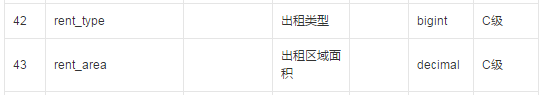 42 rent_type 出租类型 bigint C级
43 rent_area 出租区域面积 decimal C级